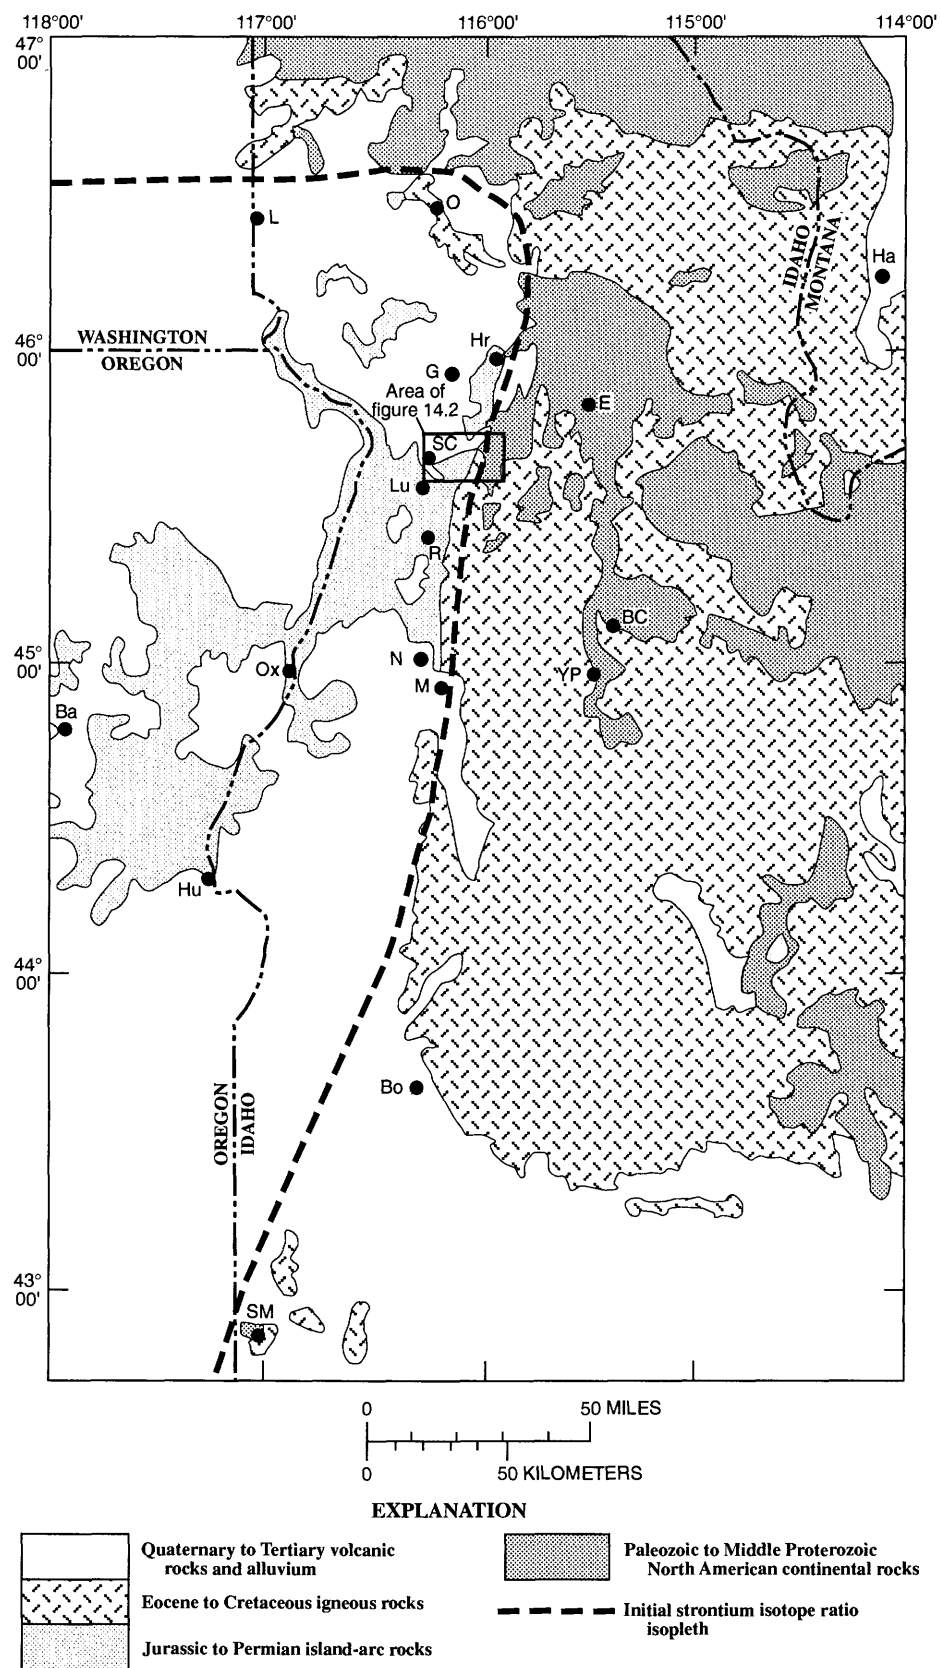 118°00' 117°00' 116°00' 115°00' 114°00'
47°
00'
O
L
IDAHO
MONTANA
Ha
WASHINGTON
OREGON
46°
00'
Hr
G
E
Area of
figure 14.2
SC
Lu
R
BC
45°
00'
Ox
N
YP
M
Ba
Hu
44°
00'
Bo
OREGON
IDAHO
43°
00'
SM
0 50 MILES
0 50 KILOMETERS
EXPLANATION
Quaternary to Tertiary volcanic
rocks and alluvium
Eocene to Cretaceous igneous rocks
Jurassic to Permian island-arc rocks
Paleozoic to Middle Proterozoic
North American continental rocks
Initial strontium isotope ratio
isopleth